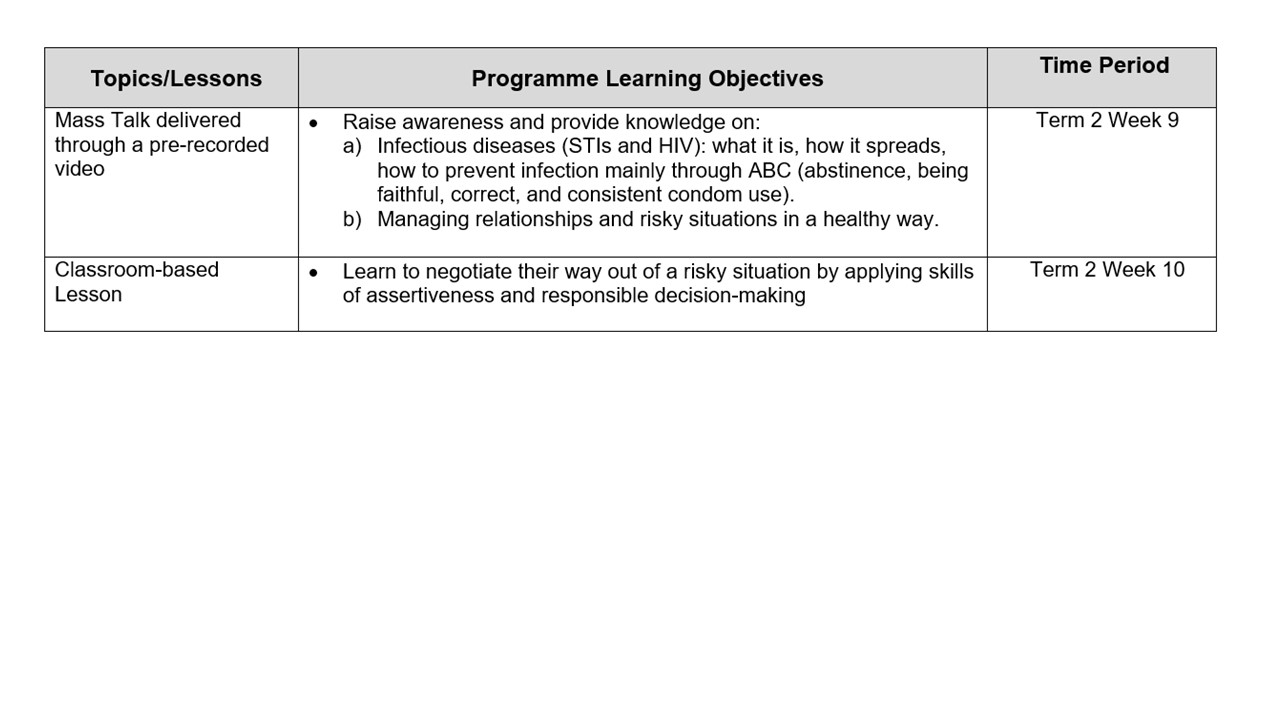 Topics/Lessons
Programme Learning Objectives
Time Period
Mass Talk delivered
through a pre-recorded
video
• Raise awareness and provide knowledge on:
a) Infectious diseases (STIs and HIV): what it is, how it spreads,
how to prevent infection mainly through ABC (abstinence, being
faithful, correct, and consistent condom use).
b) Managing relationships and risky situations in a healthy way.
Term 2 Week 9
Classroom-based
Lesson
• Learn to negotiate their way out of a risky situation by applying skills
of assertiveness and responsible decision-making
Term 2 Week 10